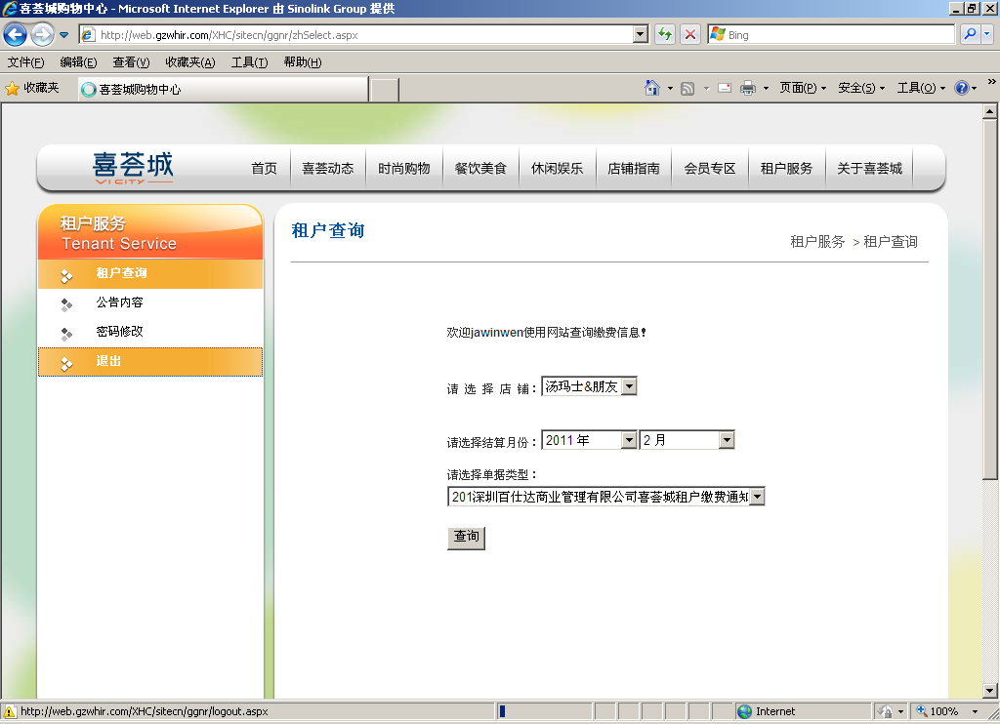 喜荟城购物中心 - Microsoft Internet Explorer 由 Sinolink Group 提供
http://web.gzwhir.com/XHC/sitecn/ggnr/zhSelect.aspx
Bing
文件(F) 编辑(E) 查看(V) 收藏夹(A) 工具(T) 帮助(H)
收藏夹 喜荟城购物中心 页面(P) 安全(S) 工具(O)
喜荟城
VI CITY
首页 喜荟动态 时尚购物 餐饮美食 休闲娱乐 店铺指南 会员专区 租户服务 关于喜荟城
租户服务
Tenant Service
租户查询
公告内容
密码修改
退出
租户查询
租户服务 > 租户查询
欢迎jawinwen使用网站查询缴费信息!
请选择店铺: 汤玛士&朋友
请选择结算月份: 2011 年 2 月
请选择单据类型:
201深圳百仕达商业管理有限公司喜荟城租户缴费通知
查询
http://web.gzwhir.com/XHC/sitecn/ggnr/logout.aspx
Internet
100%